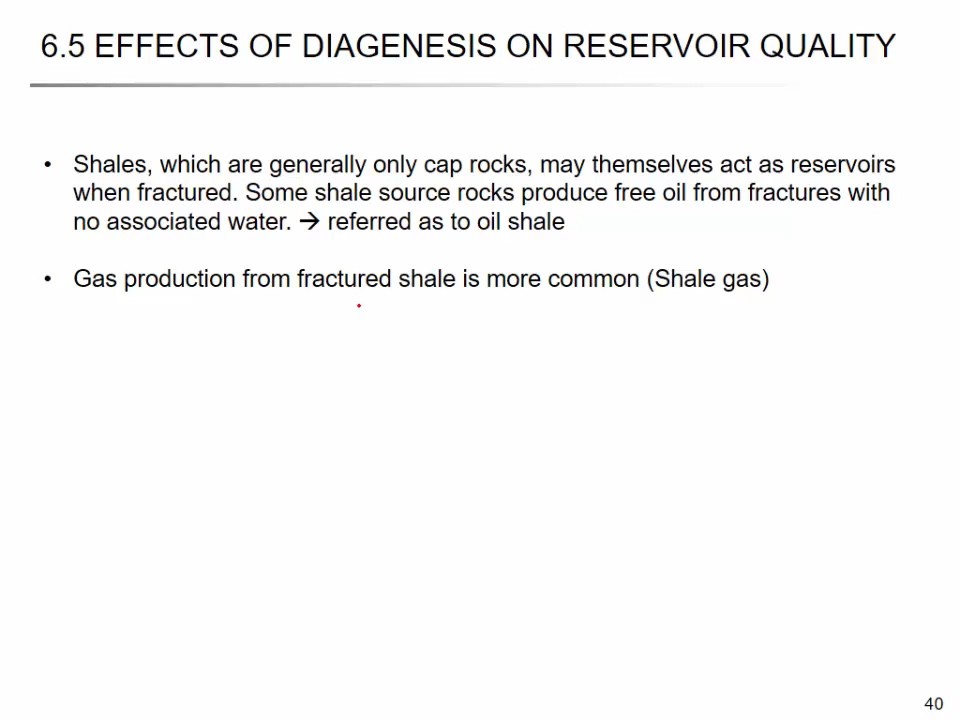 6.5 EFFECTS OF DIAGENESIS ON RESERVOIR QUALITY
• Shales, which are generally only cap rocks, may themselves act as reservoirs
when fractured. Some shale source rocks produce free oil from fractures with
no associated water. → referred as to oil shale
• Gas production from fractured shale is more common (Shale gas)
40